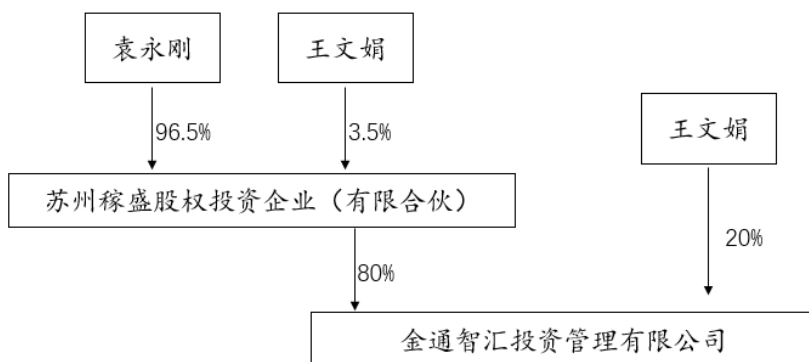 袁永刚
王文娟
96.5%
3.5%
王文娟
苏州稼盛股权投资企业（有限合伙）
20%
80%
金通智汇投资管理有限公司